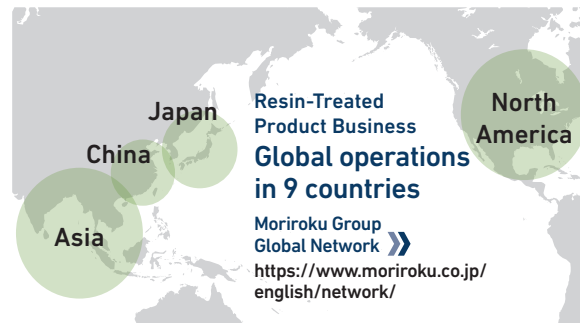 Japan
China
Asia
Resin-Treated
Product Business
Global operations
in 9 countries
Moriroku Group
Global Network
https://www.moriroku.co.jp/
english/network/
North
America